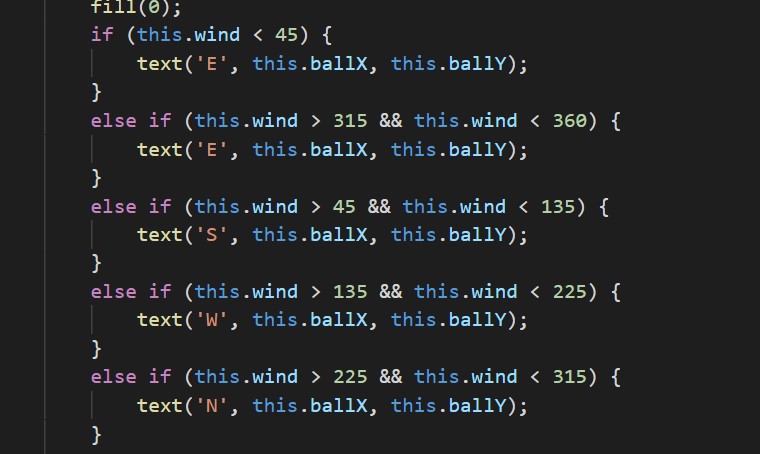 fill(0);
if (this.wind < 45) {
text('E', this.ballX, this.ballY);
}
else if (this.wind > 315 && this.wind < 360) {
text('E', this.ballX, this.ballY);
}
else if (this.wind > 45 && this.wind < 135) {
text('S', this.ballX, this.ballY);
}
else if (this.wind > 135 && this.wind < 225) {
text('W', this.ballX, this.ballY);
}
else if (this.wind > 225 && this.wind < 315) {
text('N', this.ballX, this.ballY);
}